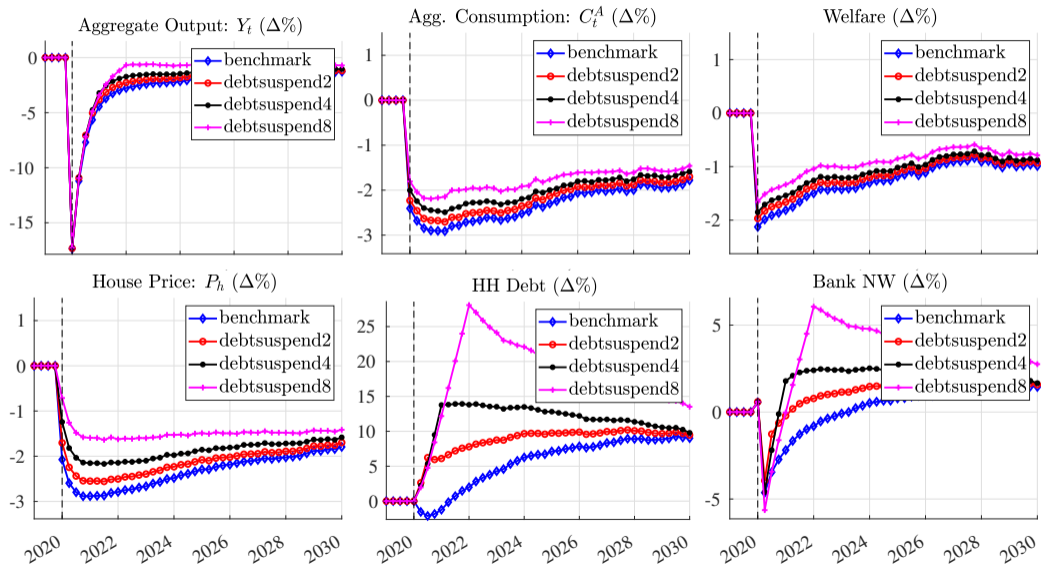 Aggregate Output: Y_t (Δ%)
Agg. Consumption: C_t^A (Δ%)
Welfare (Δ%)
0
-5
-10
-15
benchmark
debtsuspend2
debtsuspend4
debtsuspend8
1
0
-1
-2
-3
benchmark
debtsuspend2
debtsuspend4
debtsuspend8
1
0
-1
-2
benchmark
debtsuspend2
debtsuspend4
debtsuspend8
House Price: P_h (Δ%)
HH Debt (Δ%)
Bank NW (Δ%)
1
0
-1
-2
-3
benchmark
debtsuspend2
debtsuspend4
debtsuspend8
2020
2022
2024
2026
2028
2030
25
20
15
10
5
0
benchmark
debtsuspend2
debtsuspend4
debtsuspend8
2020
2022
2024
2026
2028
2030
5
0
-5
benchmark
debtsuspend2
debtsuspend4
debtsuspend8
2020
2022
2024
2026
2028
2030